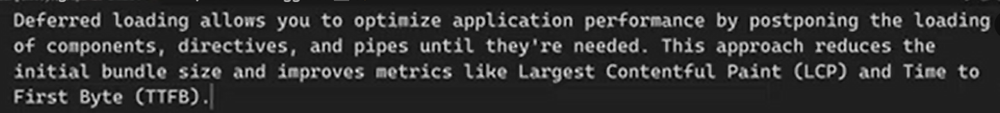 Deferred loading allows you to optimize application performance by postponing the loading
of components, directives, and pipes until they're needed. This approach reduces the
initial bundle size and improves metrics like Largest Contentful Paint (LCP) and Time to
First Byte (TTFB).